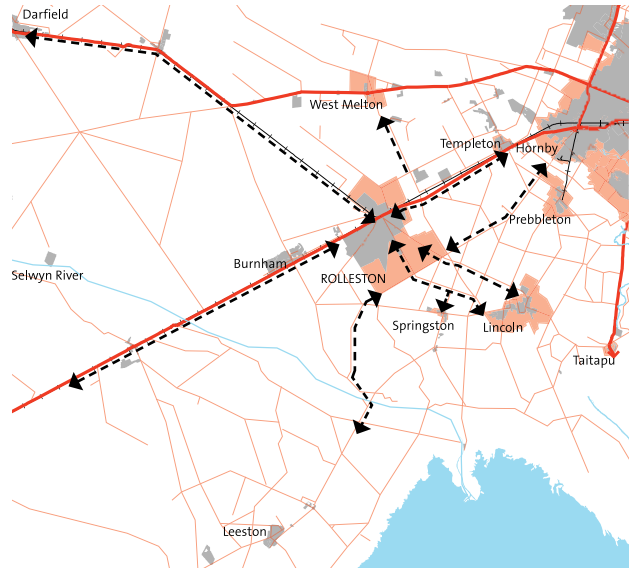 Darfield
West Melton
Templeton
Hornby
Prebbleton
Selwyn River
Burnham
ROLLESTON
Springston
Lincoln
Taitapu
Leeston